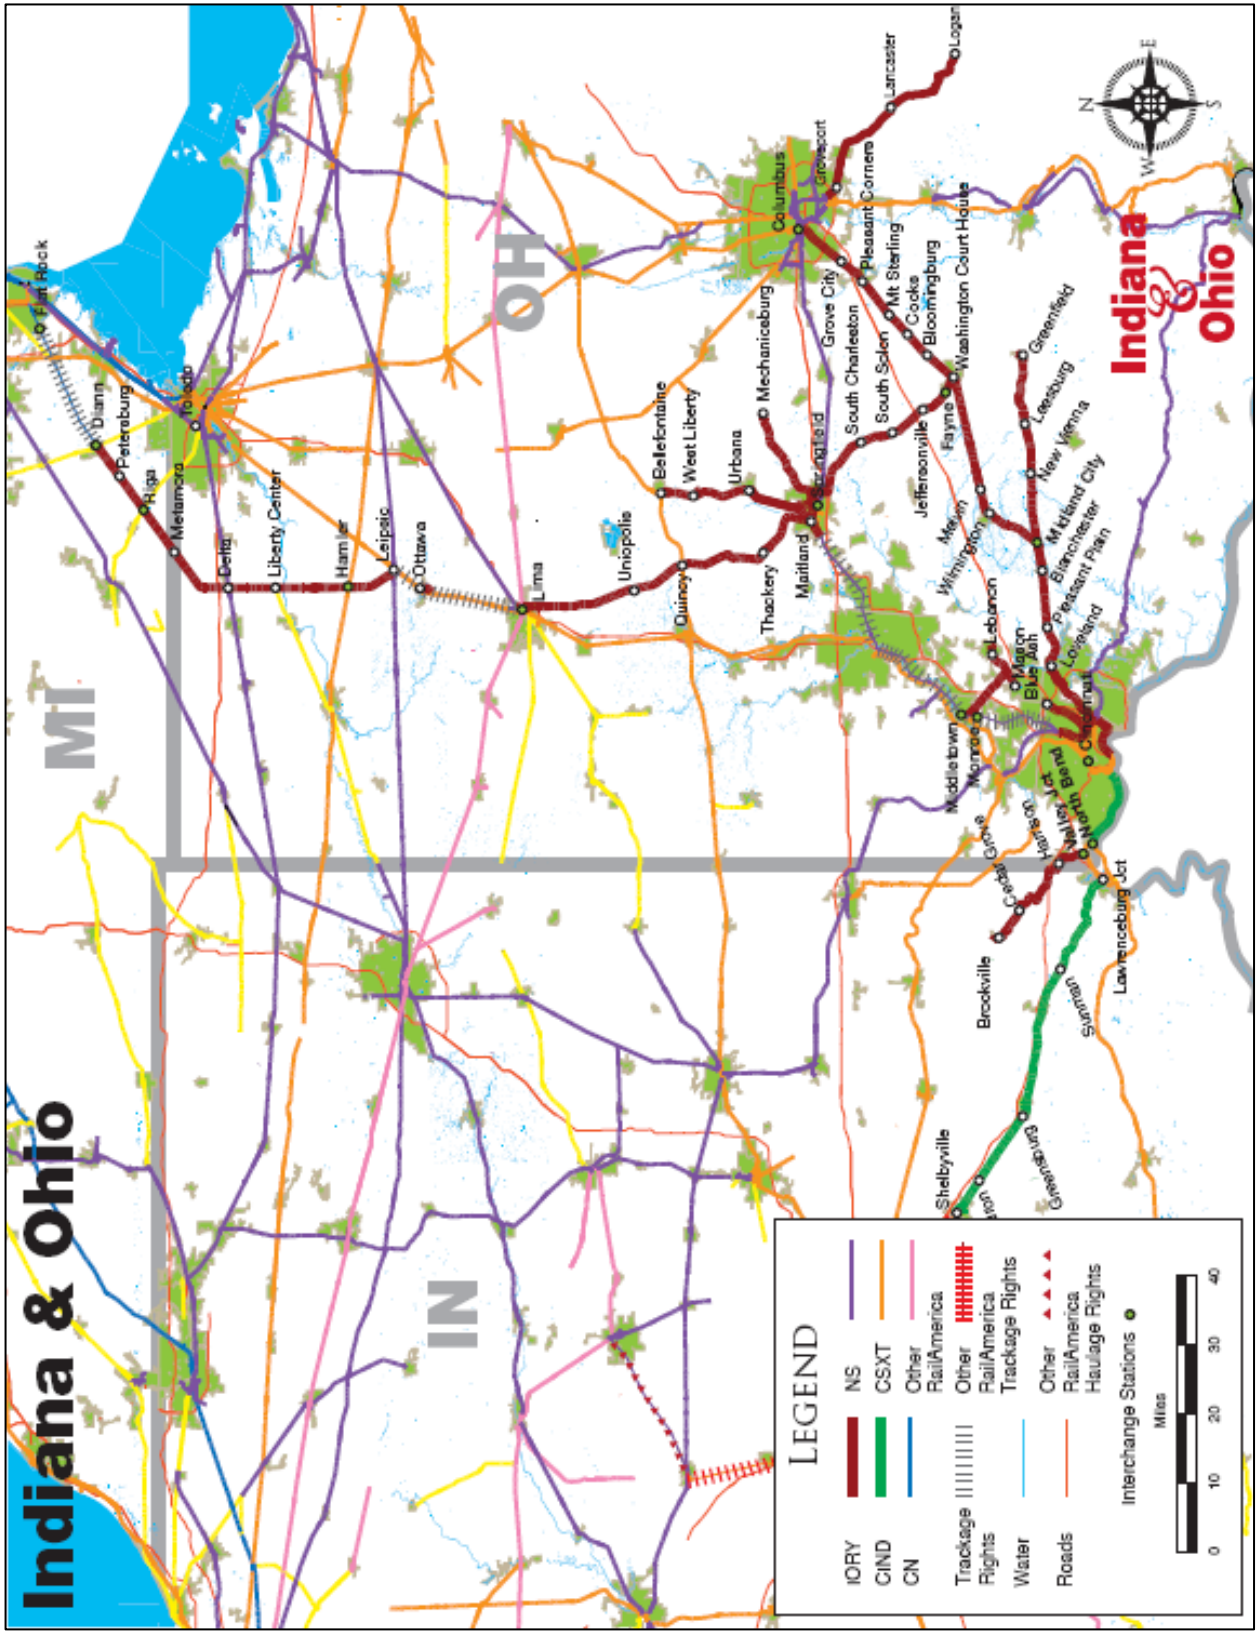 Indiana & Ohio
MI
OH
IN
Flat Rock
Diann
Petersburg
Riga
Metamora
Toledo
Delta
Liberty Center
Hamler
Leipsic
Ottawa
Lima
Uniopolis
Quincy
Thackery
Maitland
Bellefontaine
West Liberty
Urbana
Mechanicsburg
Springfield
Columbus
Groveport
Lancaster
Logan
Grove City
Pleasant Corners
Mt Sterling
Cooks
Bloomingburg
Washington Court House
South Charleston
South Solon
Jeffersonville
Fayne
Greenfield
Leesburg
New Vienna
Midland City
Blanchester
Pleasant Plain
Loveland
Melvin
Wilmington
Lebanon
Mason
Blue Ash
Cincinnati
Middletown
Monroe
North Bend
Valley Jct
Harrison
Cedar Grove
Brookville
Lawrenceburg Jct
Sunman
Greensburg
Shelbyville
N
E
S
W
Indiana
&
Ohio
LEGEND
IORY
CIND
CN
Trackage
Rights
Water
Roads
NS
CSXT
Other
RailAmerica
Other
RailAmerica
Trackage Rights
Other
RailAmerica
Haulage Rights
Interchange Stations
Miles
0 10 20 30 40